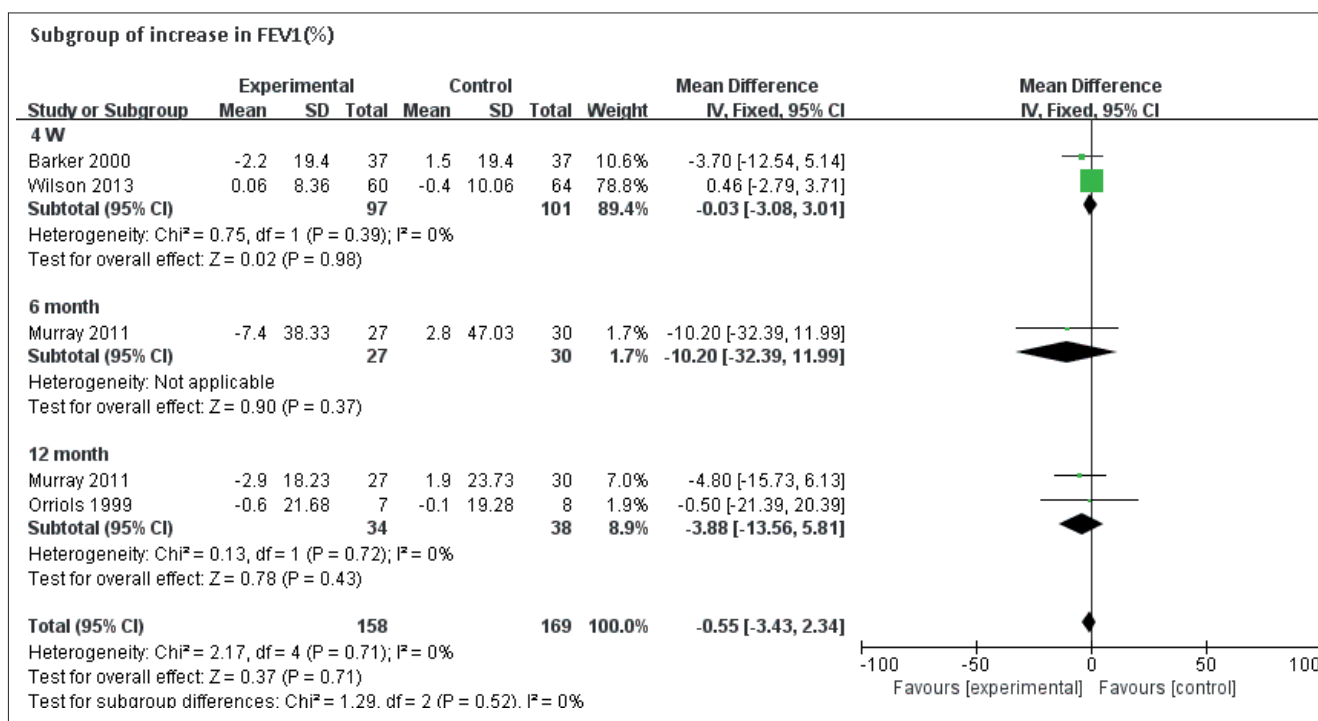 Subgroup of increase in FEV1(%)
Experimental Control Mean Difference Mean Difference
Study or Subgroup Mean SD Total Mean SD Total Weight IV, Fixed, 95% CI IV, Fixed, 95% CI
4 W
Barker 2000 -2.2 19.4 37 1.5 19.4 37 10.6% -3.70 [-12.54, 5.14]
Wilson 2013 0.06 8.36 60 -0.4 10.06 64 78.8% 0.46 [-2.79, 3.71]
Subtotal (95% CI) 97 101 89.4% -0.03 [-3.08, 3.01]
Heterogeneity: Chi² = 0.75, df = 1 (P = 0.39); I² = 0%
Test for overall effect: Z = 0.02 (P = 0.98)
6 month
Murray 2011 -7.4 38.33 27 2.8 47.03 30 1.7% -10.20 [-32.39, 11.99]
Subtotal (95% CI) 27 30 1.7% -10.20 [-32.39, 11.99]
Heterogeneity: Not applicable
Test for overall effect: Z = 0.90 (P = 0.37)
12 month
Murray 2011 -2.9 18.23 27 1.9 23.73 30 7.0% -4.80 [-15.73, 6.13]
Orriols 1999 -0.6 21.68 7 -0.1 19.28 8 1.9% -0.50 [-21.39, 20.39]
Subtotal (95% CI) 34 38 8.9% -3.88 [-13.56, 5.81]
Heterogeneity: Chi² = 0.13, df = 1 (P = 0.72); I² = 0%
Test for overall effect: Z = 0.78 (P = 0.43)
Total (95% CI) 158 169 100.0% -0.55 [-3.43, 2.34]
Heterogeneity: Chi² = 2.17, df = 4 (P = 0.71); I² = 0%
Test for overall effect: Z = 0.37 (P = 0.71)
Test for subgroup differences: Chi² = 1.29, df = 2 (P = 0.52), I² = 0%
-100 -50 0 50 100
Favours [experimental] Favours [control]